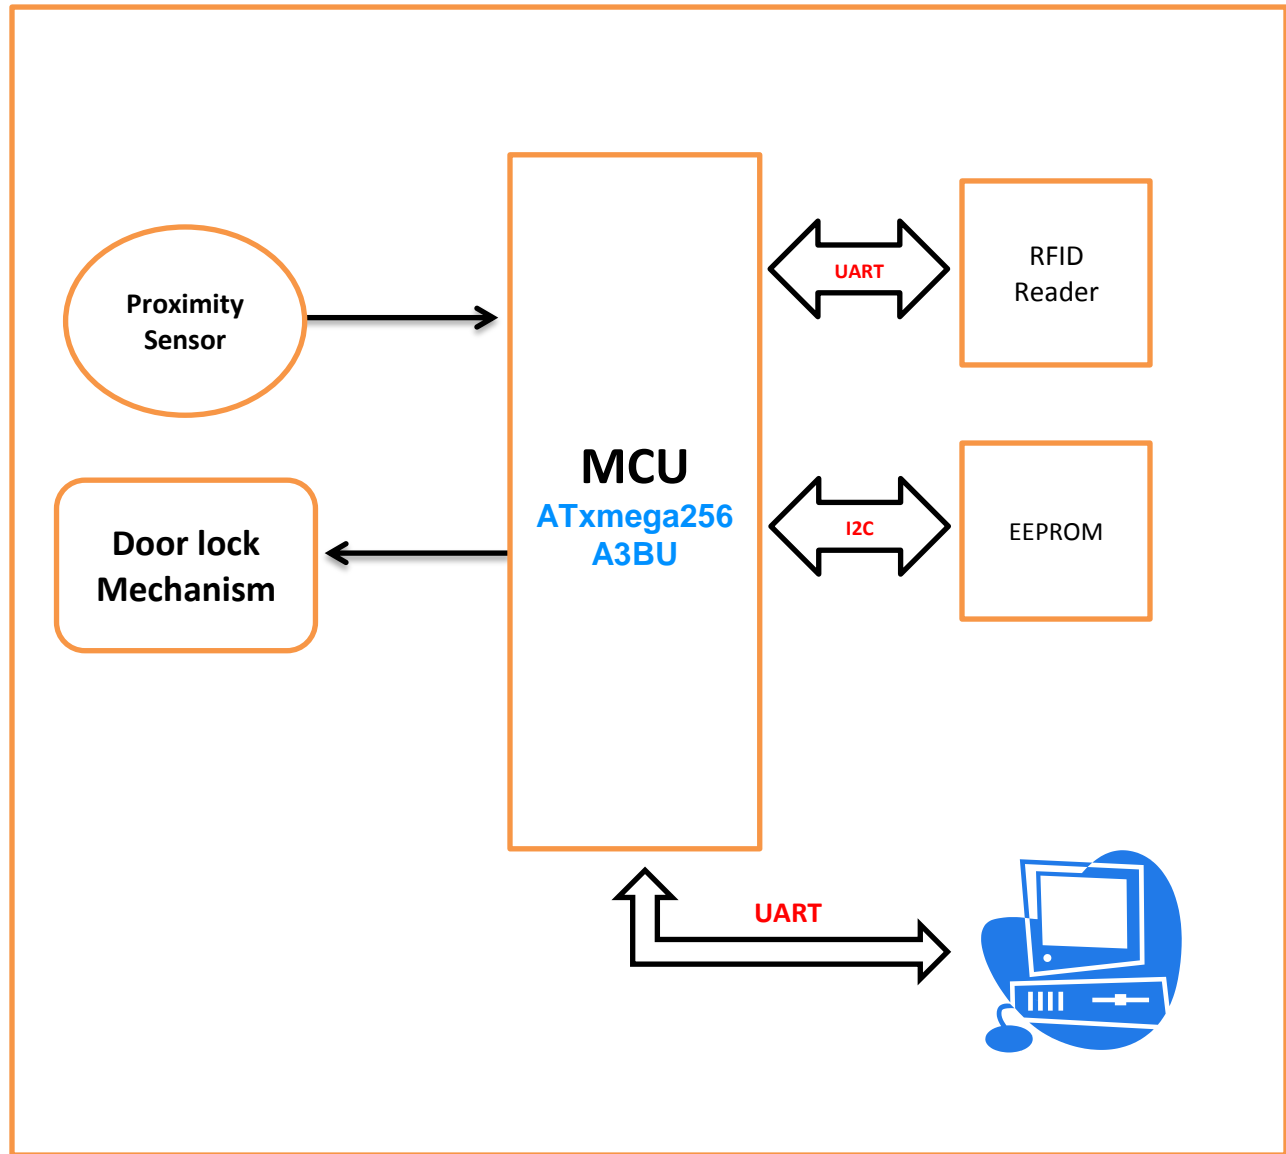 Proximity
Sensor
Door lock
Mechanism
MCU
ATxmega256
A3BU
UART
RFID
Reader
I2C
EEPROM
UART